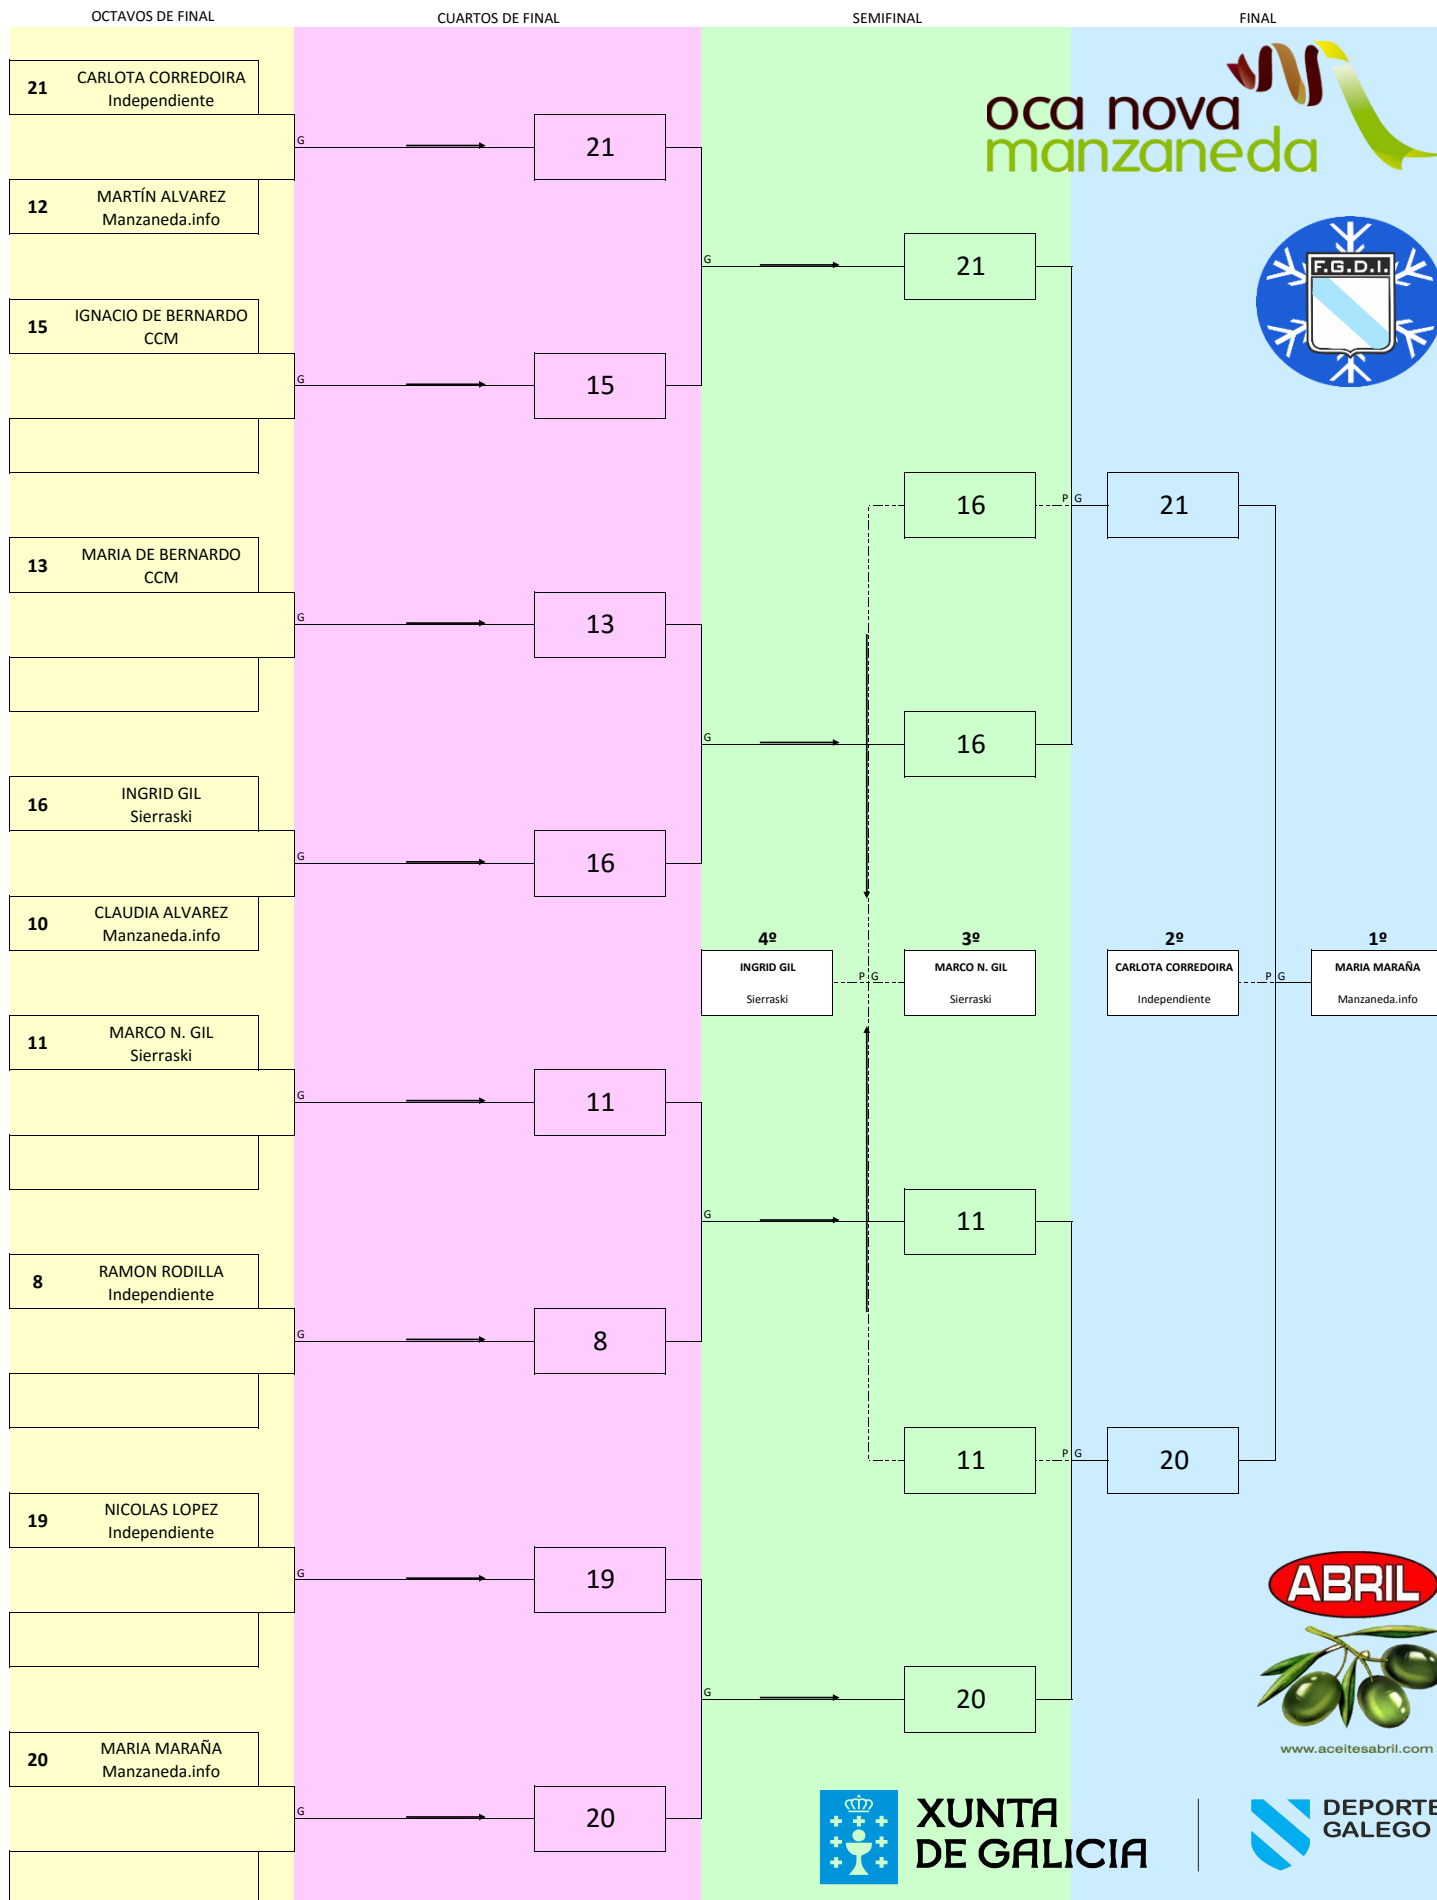 OCTAVOS DE FINAL
CUARTOS DE FINAL
SEMIFINAL
FINAL
21
CARLOTA CORREDOIRA
Independiente
G
21
12
MARTÍN ALVAREZ
Manzaneda.info
oca nova
manzaneda
G
21
F.G.D.I.
15
IGNACIO DE BERNARDO
CCM
G
15
16
P G
21
13
MARIA DE BERNARDO
CCM
G
13
G
16
16
INGRID GIL
Sierraski
G
16
10
CLAUDIA ALVAREZ
Manzaneda.info
4º
INGRID GIL
Sierraski
P G
3º
MARCO N. GIL
Sierraski
2º
CARLOTA CORREDOIRA
Independiente
P G
1º
MARIA MARAÑA
Manzaneda.info
11
MARCO N. GIL
Sierraski
G
11
G
11
8
RAMON RODILLA
Independiente
G
8
11
P G
20
19
NICOLAS LOPEZ
Independiente
G
19
G
20
ABRIL
www.aceitesabril.com
20
MARIA MARAÑA
Manzaneda.info
G
20
XUNTA
DE GALICIA
DEPORTE
GALEGO